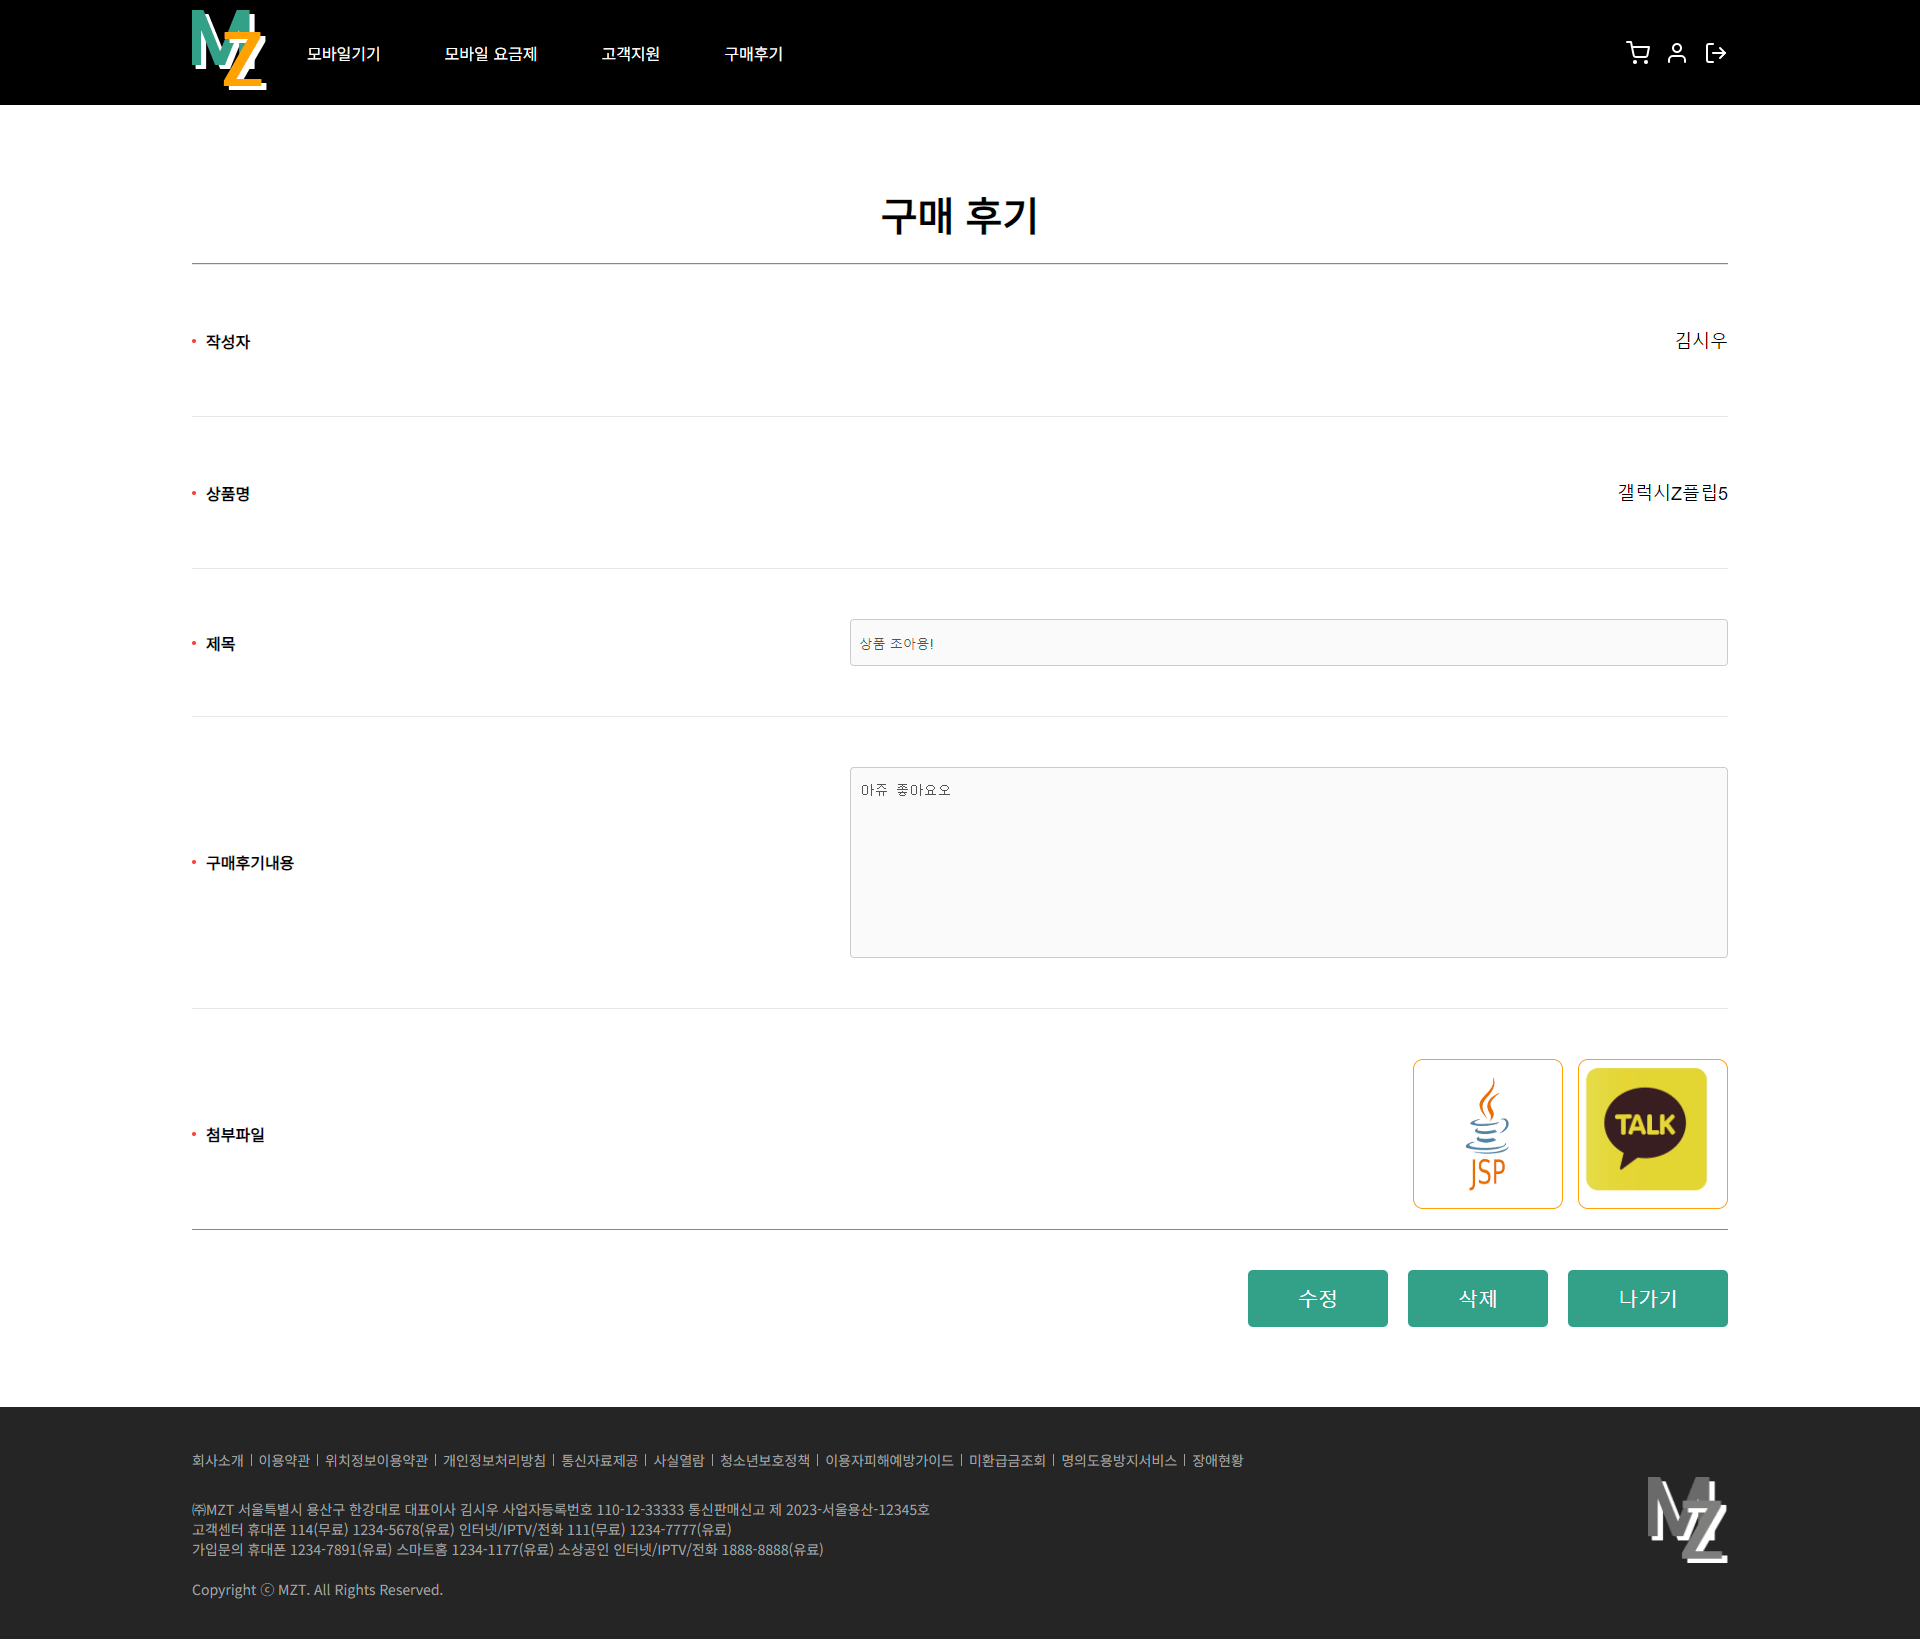 MZ
모바일기기
모바일 요금제
고객지원
구매후기
구매 후기
작성자
김시우
상품명
갤럭시Z플립5
제목
상품 조아용!
구매후기내용
아쥬 좋아요오
첨부파일
JSP
TALK
수정
삭제
나가기
회사소개 | 이용약관 | 위치정보이용약관 | 개인정보처리방침 | 통신자료제공 | 사실열람 | 청소년보호정책 | 이용자피해예방가이드 | 미환급금조회 | 명의도용방지서비스 | 장애현황
㈜MZT 서울특별시 용산구 한강대로 대표이사 김시우 사업자등록번호 110-12-33333 통신판매신고 제 2023-서울용산-12345호
고객센터 휴대폰 114(무료) 1234-5678(유료) 인터넷/IPTV/전화 111(무료) 1234-7777(유료)
가입문의 휴대폰 1234-7891(유료) 스마트홈 1234-1177(유료) 소상공인 인터넷/IPTV/전화 1888-8888(유료)
Copyright ⓒ MZT. All Rights Reserved.
MZ